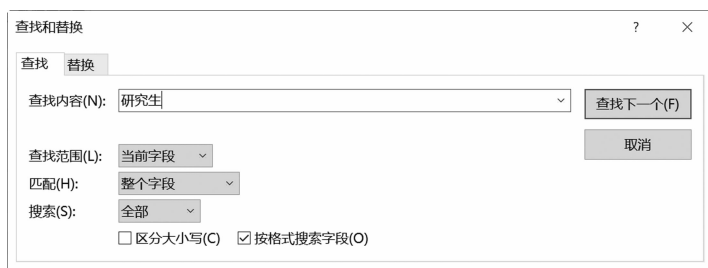 查找和替换 ? ×
查找 替换
查找内容(N): 研究生 查找下一个(F)
取消
查找范围(L): 当前字段
匹配(H): 整个字段
搜索(S): 全部
区分大小写(C) 按格式搜索字段(O)